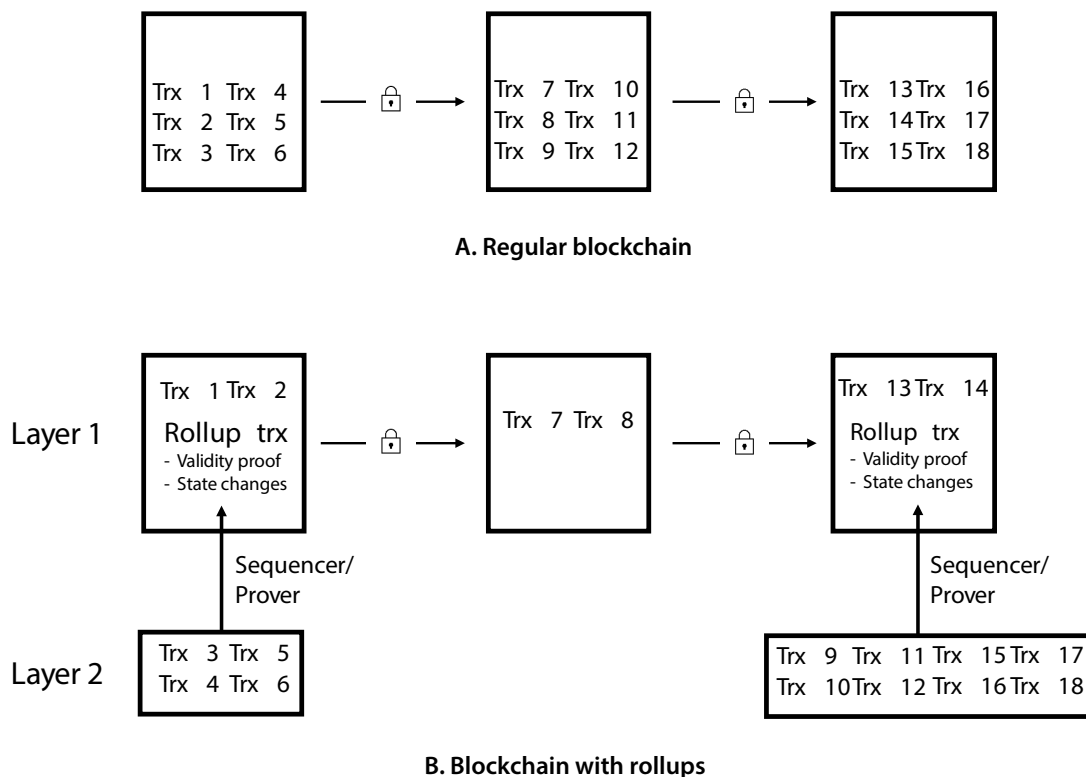 Trx 1 Trx 4
Trx 2 Trx 5
Trx 3 Trx 6
Trx 7 Trx 10
Trx 8 Trx 11
Trx 9 Trx 12
Trx 13 Trx 16
Trx 14 Trx 17
Trx 15 Trx 18
A. Regular blockchain
Layer 1
Trx 1 Trx 2
Rollup trx
- Validity proof
- State changes
Trx 7 Trx 8
Trx 13 Trx 14
Rollup trx
- Validity proof
- State changes
Sequencer/
Prover
Sequencer/
Prover
Layer 2
Trx 3 Trx 5
Trx 4 Trx 6
Trx 9 Trx 11 Trx 15 Trx 17
Trx 10 Trx 12 Trx 16 Trx 18
B. Blockchain with rollups